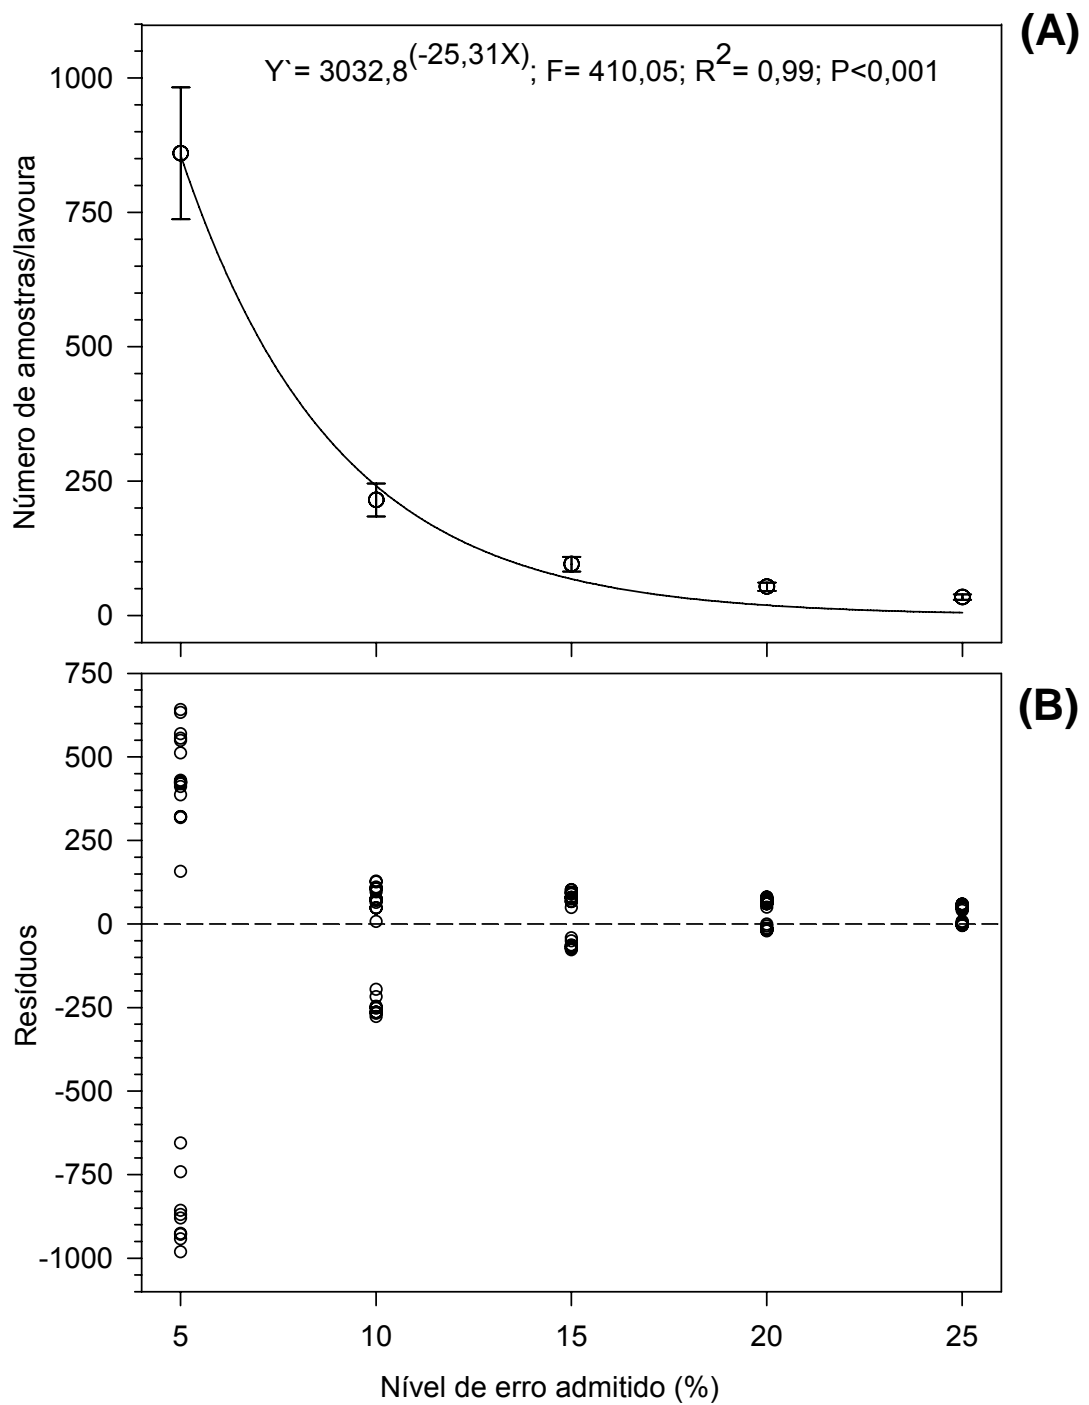 (A)
Y`= 3032,8(-25,31X); F= 410,05; R2= 0,99; P<0,001
1000
750
500
250
0
Número de amostras/lavoura
(B)
750
500
250
0
-250
-500
-750
-1000
Resíduos
5 10 15 20 25
Nível de erro admitido (%)